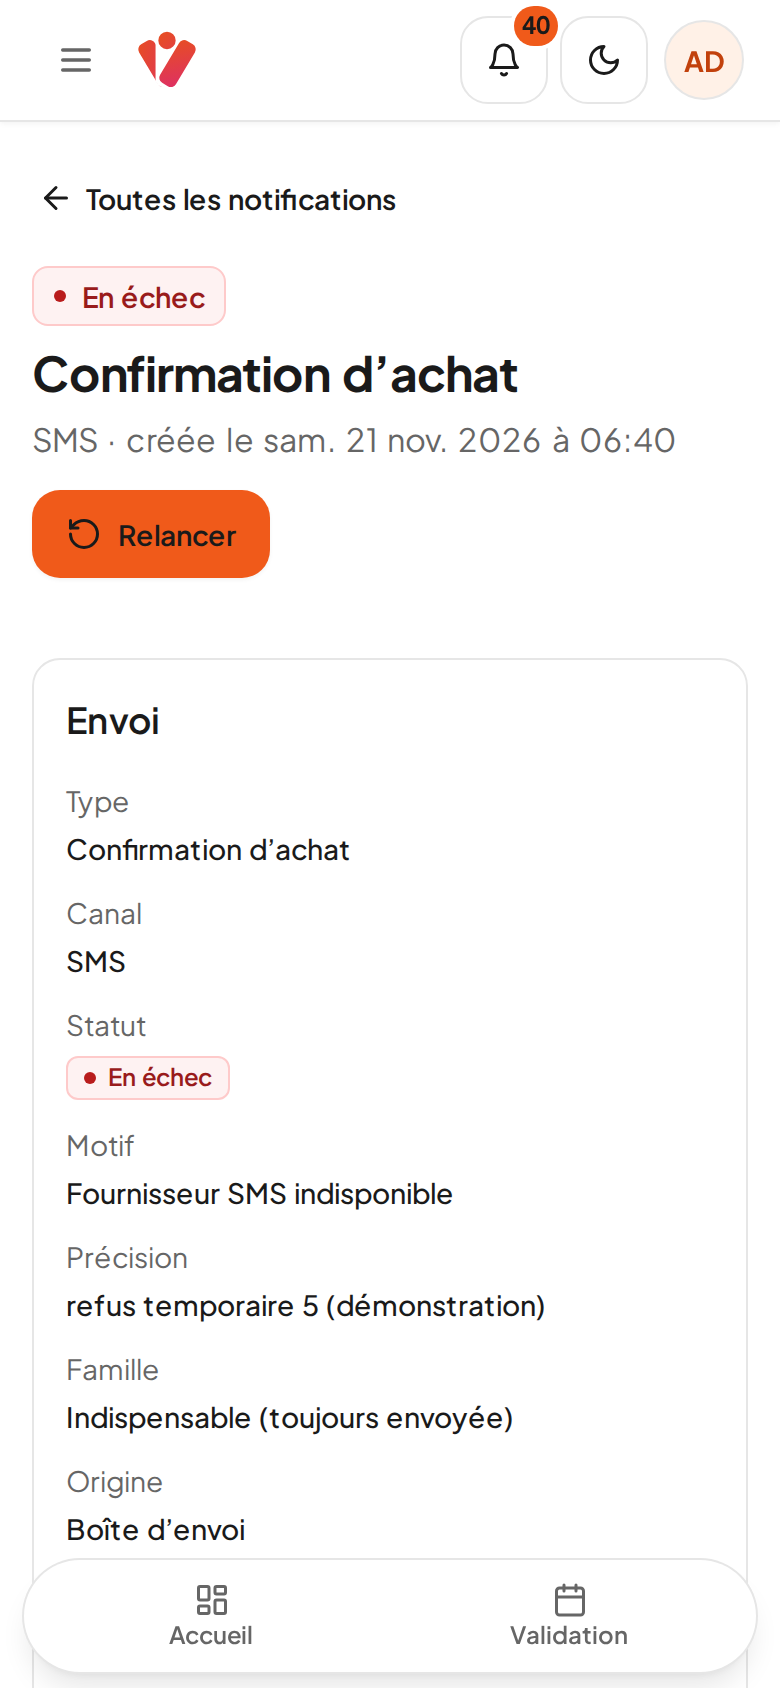 40
AD
Toutes les notifications
En échec
Confirmation d’achat
SMS · créée le sam. 21 nov. 2026 à 06:40
Relancer
Envoi
Type
Confirmation d’achat
Canal
SMS
Statut
En échec
Motif
Fournisseur SMS indisponible
Précision
refus temporaire 5 (démonstration)
Famille
Indispensable (toujours envoyée)
Origine
Boîte d’envoi
Accueil
Validation